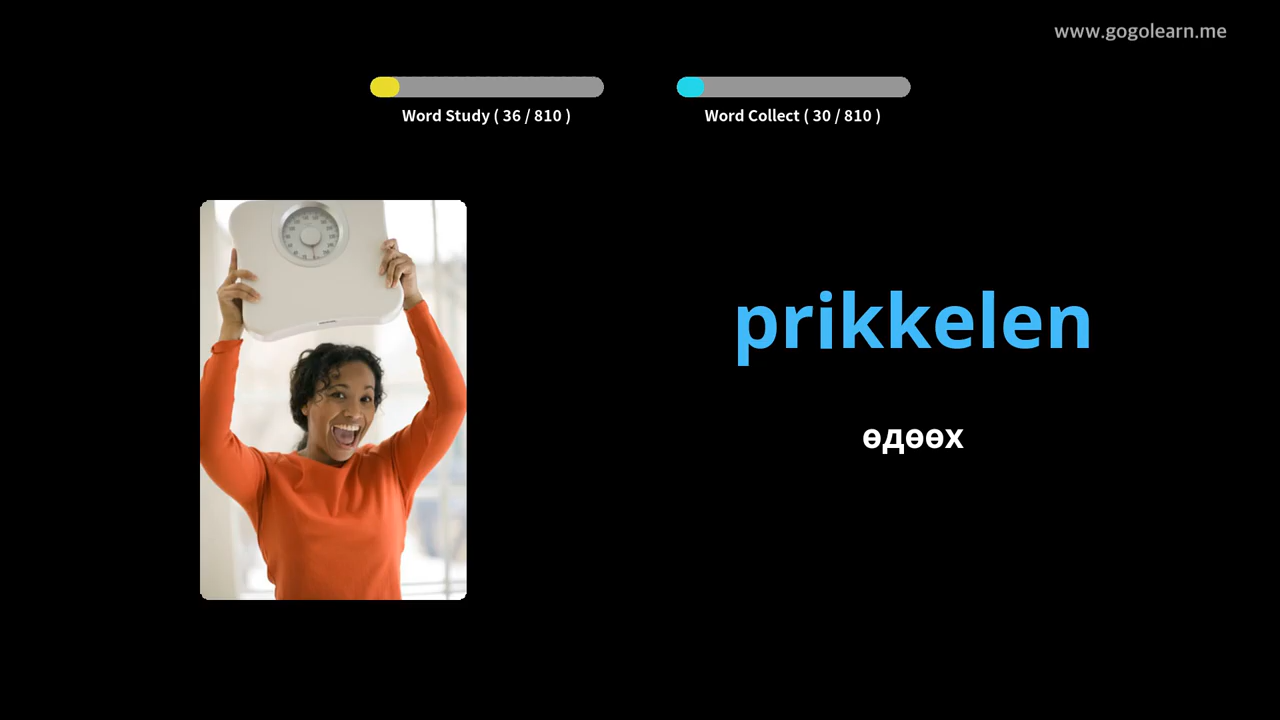 www.gogolearn.me
Word Study ( 36 / 810 )
Word Collect ( 30 / 810 )
prikkelen
өдөөх